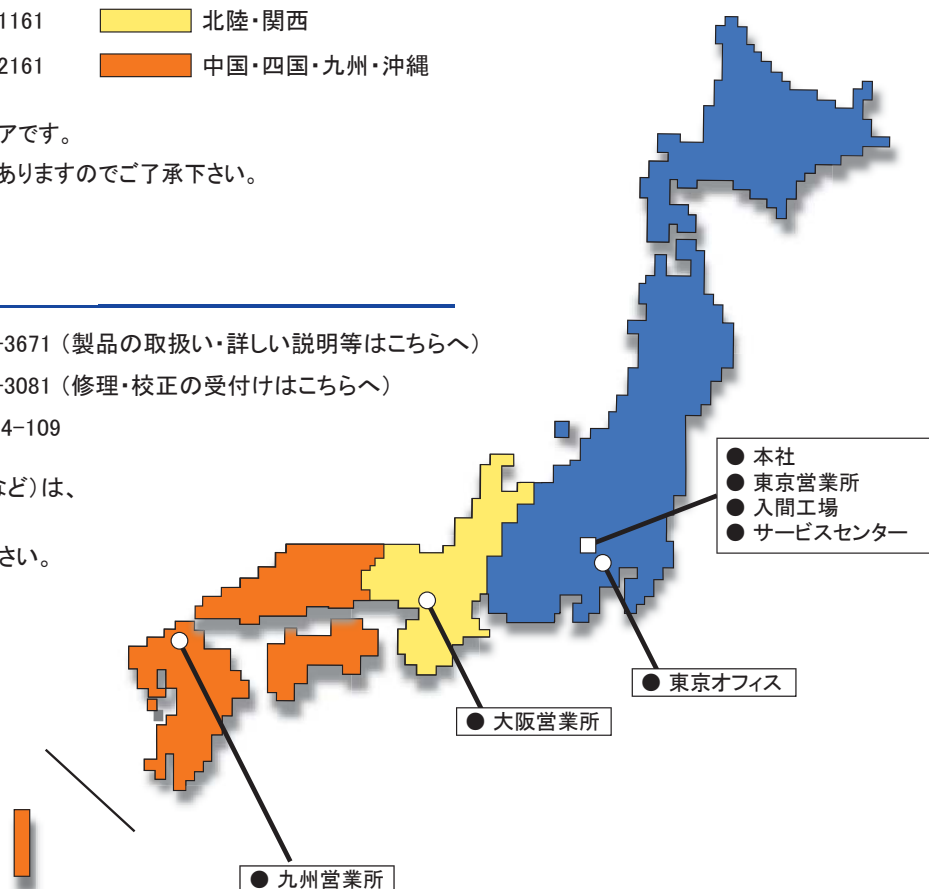 1161 北陸・関西
2161 中国・四国・九州・沖縄
アです。
ありますのでご了承下さい。
-3671 （製品の取扱い・詳しい説明等はこちらへ）
-3081 （修理・校正の受付けはこちらへ）
4-109
など）は、
さい。
● 本社
● 東京営業所
● 入間工場
● サービスセンター
● 東京オフィス
● 大阪営業所
● 九州営業所